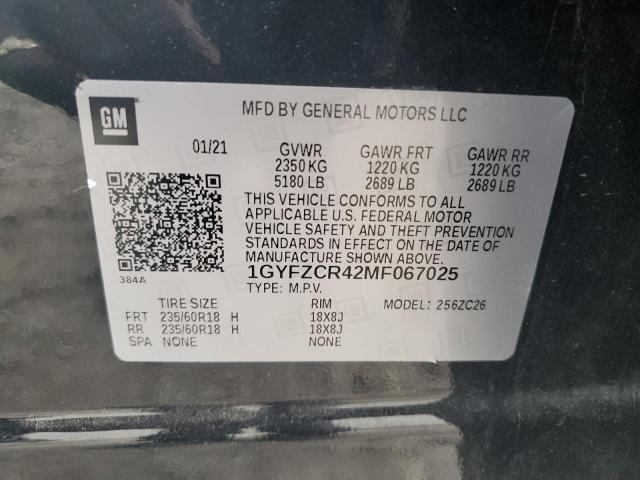 GM
MFD BY GENERAL MOTORS LLC
01/21 GVWR GAWR FRT GAWR RR
2350 KG 1220 KG 1220 KG
5180 LB 2689 LB 2689 LB
THIS VEHICLE CONFORMS TO ALL
APPLICABLE U.S. FEDERAL MOTOR
VEHICLE SAFETY AND THEFT PREVENTION
STANDARDS IN EFFECT ON THE DATE OF
MANUFACTURE SHOWN ABOVE.
384A 1GYFZCR42MF067025
TYPE: M.P.V.
TIRE SIZE RIM MODEL: 256ZC26
FRT 235/60R18 H 18X8J
RR 235/60R18 H 18X8J
SPA NONE NONE